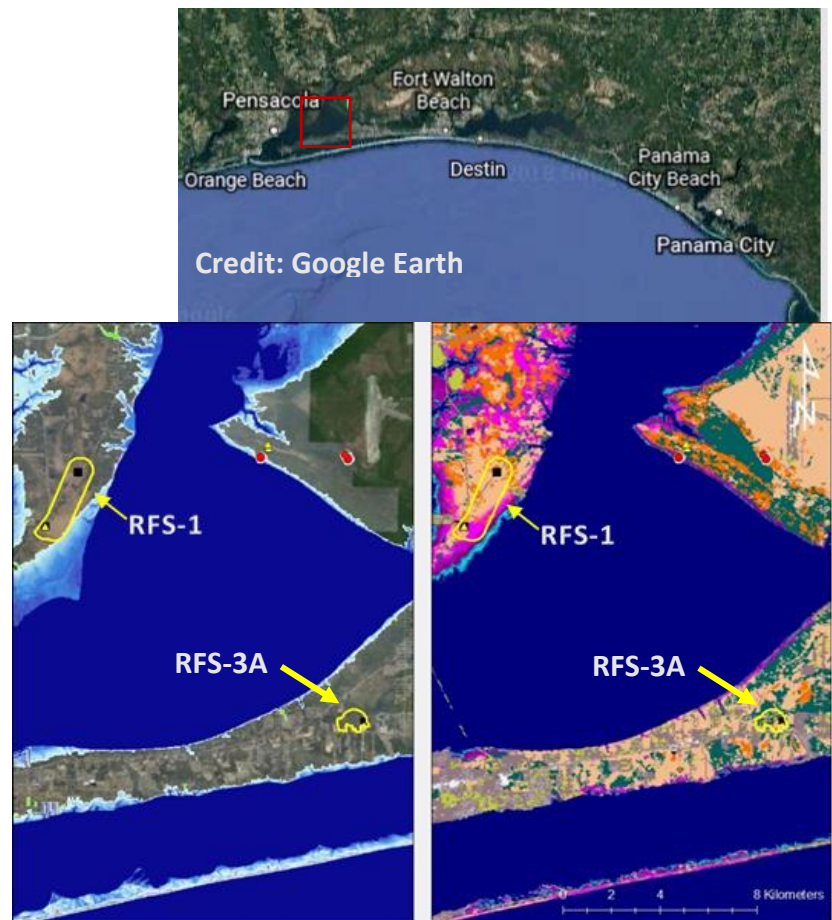 Pensacola
Fort Walton
Beach
Orange Beach
Destin
Panama
City Beach
Panama City
Credit: Google Earth
RFS-1
RFS-3A
RFS-1
RFS-3A
N
0 2 4 8 Kilometers